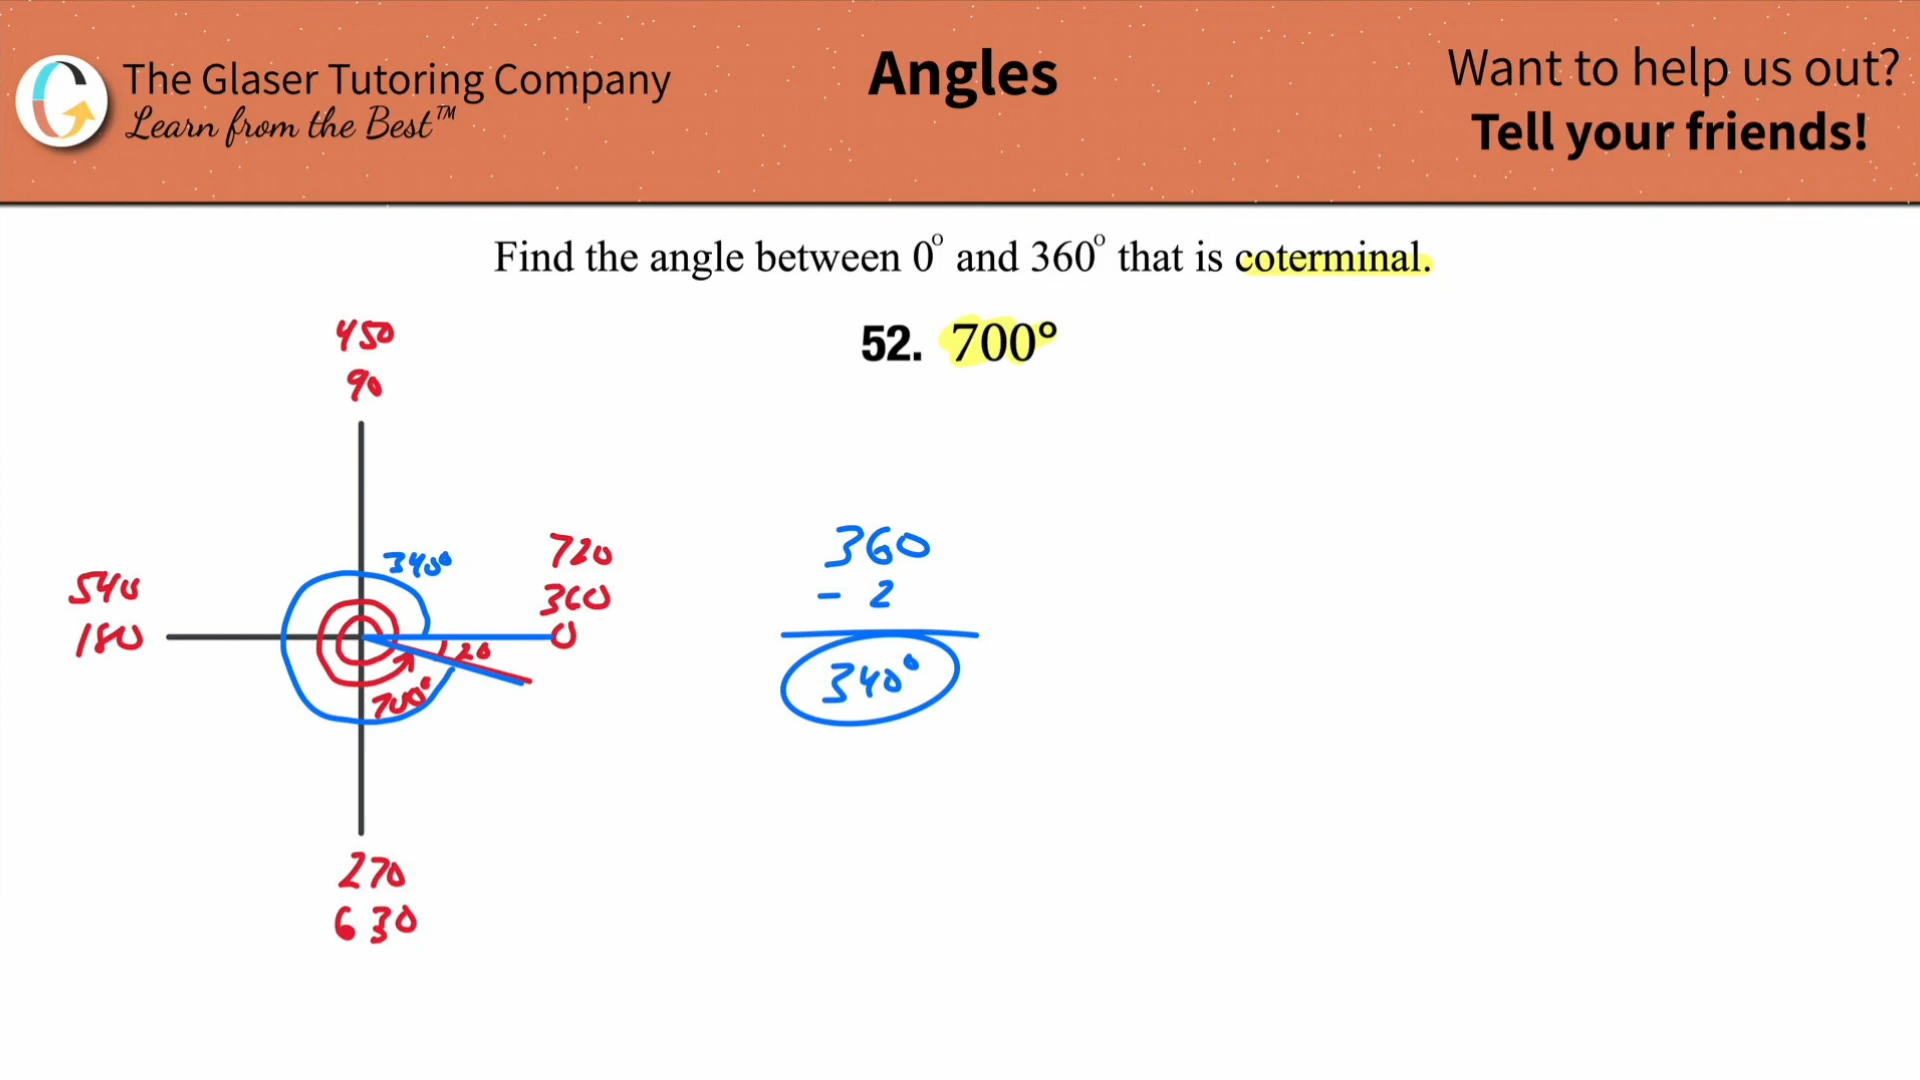 The Glaser Tutoring Company
Learn from the Best™
Angles
Want to help us out?
Tell your friends!
Find the angle between 0° and 360° that is coterminal.
52. 700°
450
90
340°
720
540
360
180
0
20
700°
270
630
360
- 2
340°